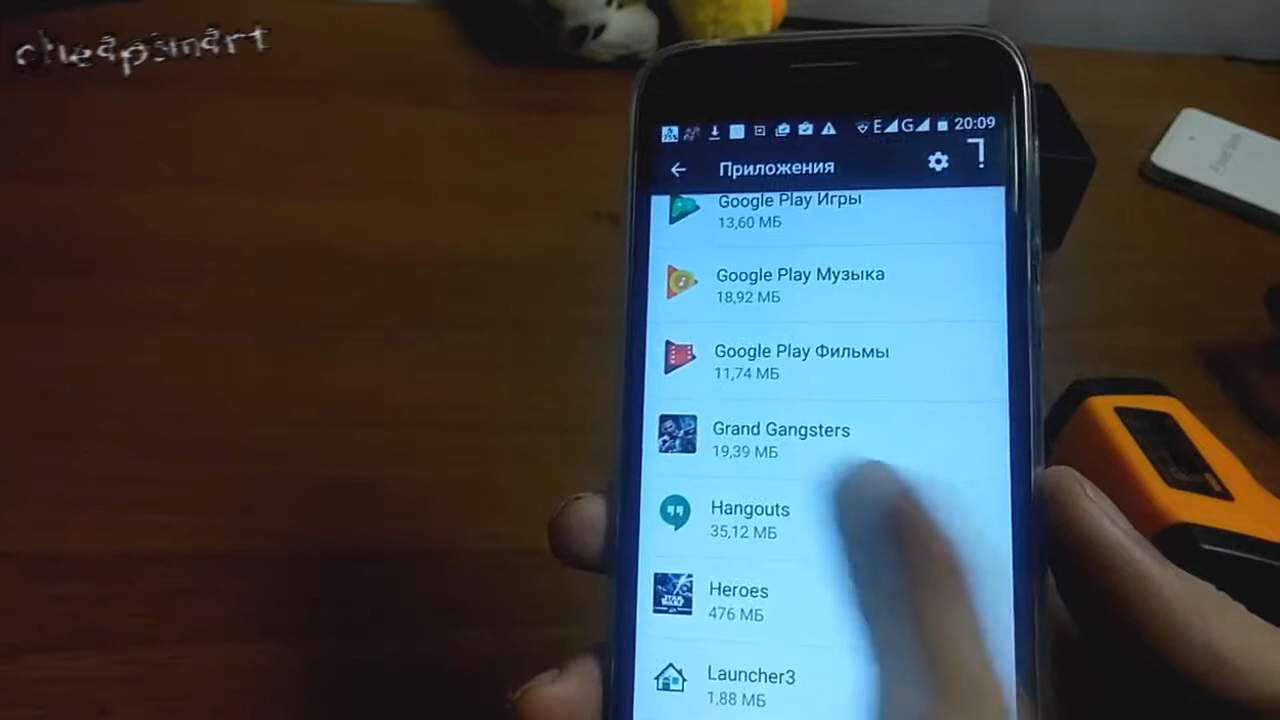 cheapsmart
E G 20:09
Приложения
Google Play Игры
13,60 МБ
Google Play Музыка
18,92 МБ
Google Play Фильмы
11,74 МБ
Grand Gangsters
19,39 МБ
Hangouts
35,12 МБ
Heroes
476 МБ
Launcher3
1,88 МБ